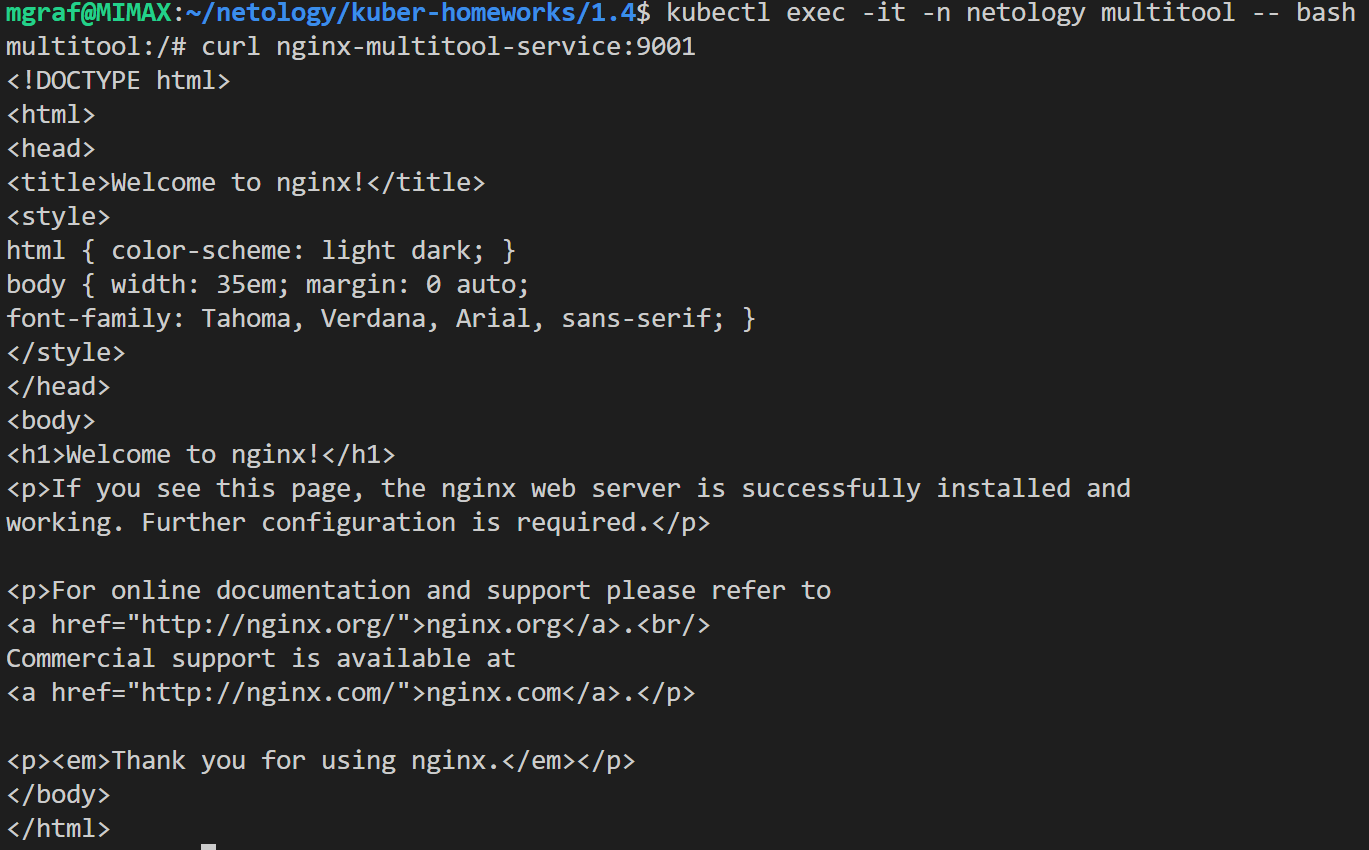 mgraf@MIMAX:~/netology/kuber-homeworks/1.4$ kubectl exec -it -n netology multitool -- bash
multitool:/# curl nginx-multitool-service:9001
<!DOCTYPE html>
<html>
<head>
<title>Welcome to nginx!</title>
<style>
html { color-scheme: light dark; }
body { width: 35em; margin: 0 auto;
font-family: Tahoma, Verdana, Arial, sans-serif; }
</style>
</head>
<body>
<h1>Welcome to nginx!</h1>
<p>If you see this page, the nginx web server is successfully installed and
working. Further configuration is required.</p>

<p>For online documentation and support please refer to
<a href="http://nginx.org/">nginx.org</a>.<br/>
Commercial support is available at
<a href="http://nginx.com/">nginx.com</a>.</p>

<p><em>Thank you for using nginx.</em></p>
</body>
</html>